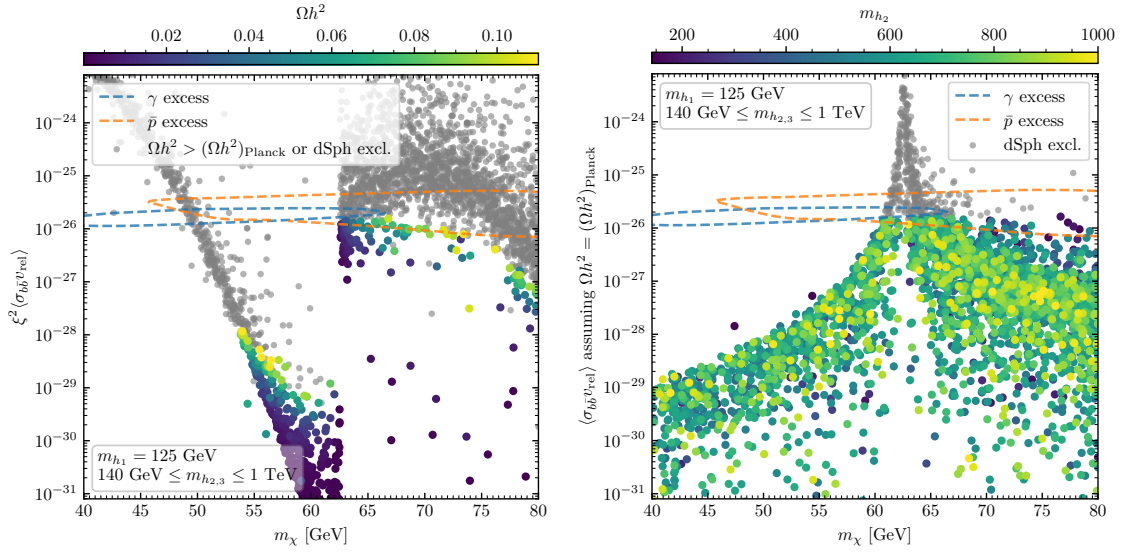 Ωh²
0.02 0.04 0.06 0.08 0.10
γ excess
p̄ excess
Ωh² > (Ωh²)Planck or dSph excl.
ξ²⟨σbb̄vrel⟩
10⁻²⁴
10⁻²⁵
10⁻²⁶
10⁻²⁷
10⁻²⁸
10⁻²⁹
10⁻³⁰
10⁻³¹
mh₁ = 125 GeV
140 GeV ≤ mh₂,₃ ≤ 1 TeV
40 45 50 55 60 65 70 75 80
mχ [GeV]
mh₂
200 400 600 800 1000
mh₁ = 125 GeV
140 GeV ≤ mh₂,₃ ≤ 1 TeV
γ excess
p̄ excess
dSph excl.
⟨σbb̄vrel⟩ assuming Ωh² = (Ωh²)Planck
10⁻²⁴
10⁻²⁵
10⁻²⁶
10⁻²⁷
10⁻²⁸
10⁻²⁹
10⁻³⁰
10⁻³¹
40 45 50 55 60 65 70 75 80
mχ [GeV]